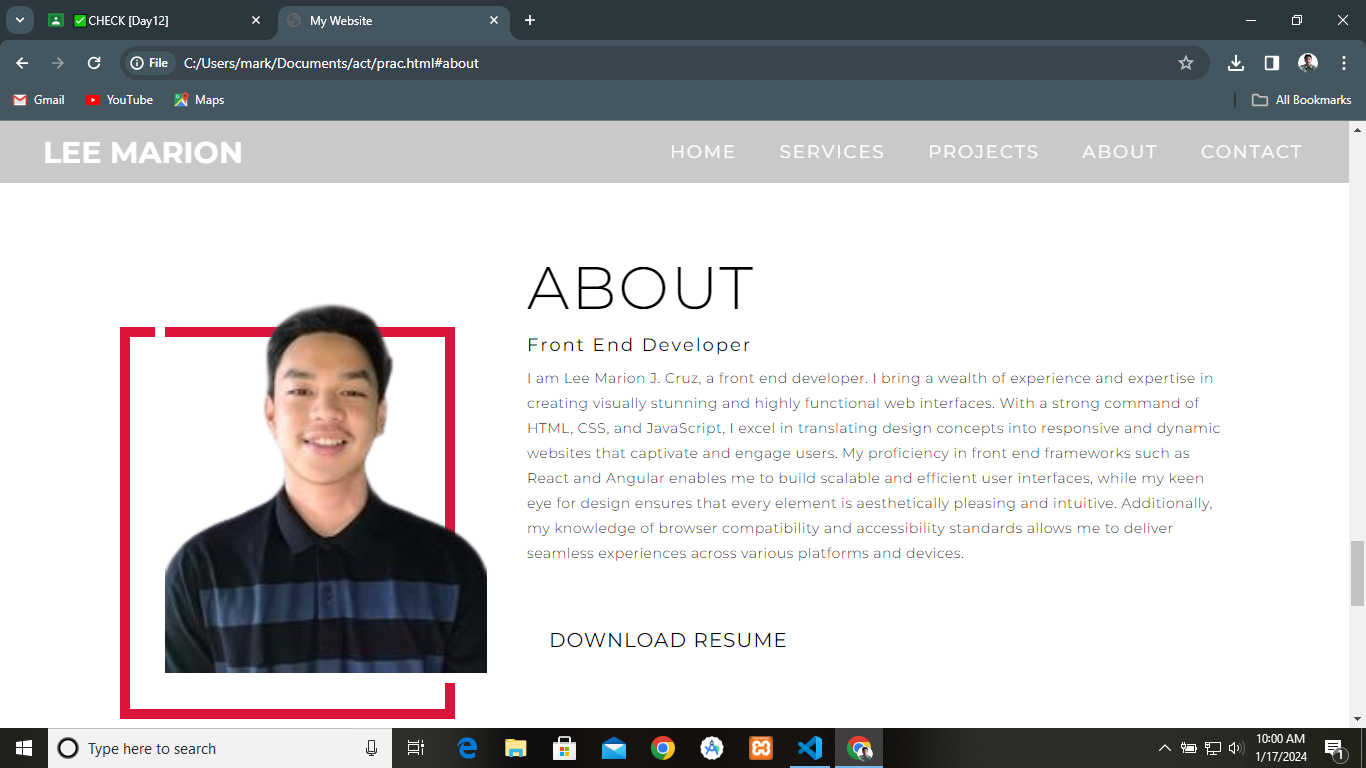 CHECK [Day12]
My Website
File
C:/Users/mark/Documents/act/prac.html#about
Gmail
YouTube
Maps
All Bookmarks
LEE MARION
HOME
SERVICES
PROJECTS
ABOUT
CONTACT
ABOUT
Front End Developer
I am Lee Marion J. Cruz, a front end developer. I bring a wealth of experience and expertise in
creating visually stunning and highly functional web interfaces. With a strong command of
HTML, CSS, and JavaScript, I excel in translating design concepts into responsive and dynamic
websites that captivate and engage users. My proficiency in front end frameworks such as
React and Angular enables me to build scalable and efficient user interfaces, while my keen
eye for design ensures that every element is aesthetically pleasing and intuitive. Additionally,
my knowledge of browser compatibility and accessibility standards allows me to deliver
seamless experiences across various platforms and devices.
DOWNLOAD RESUME
Type here to search
10:00 AM
1/17/2024
1